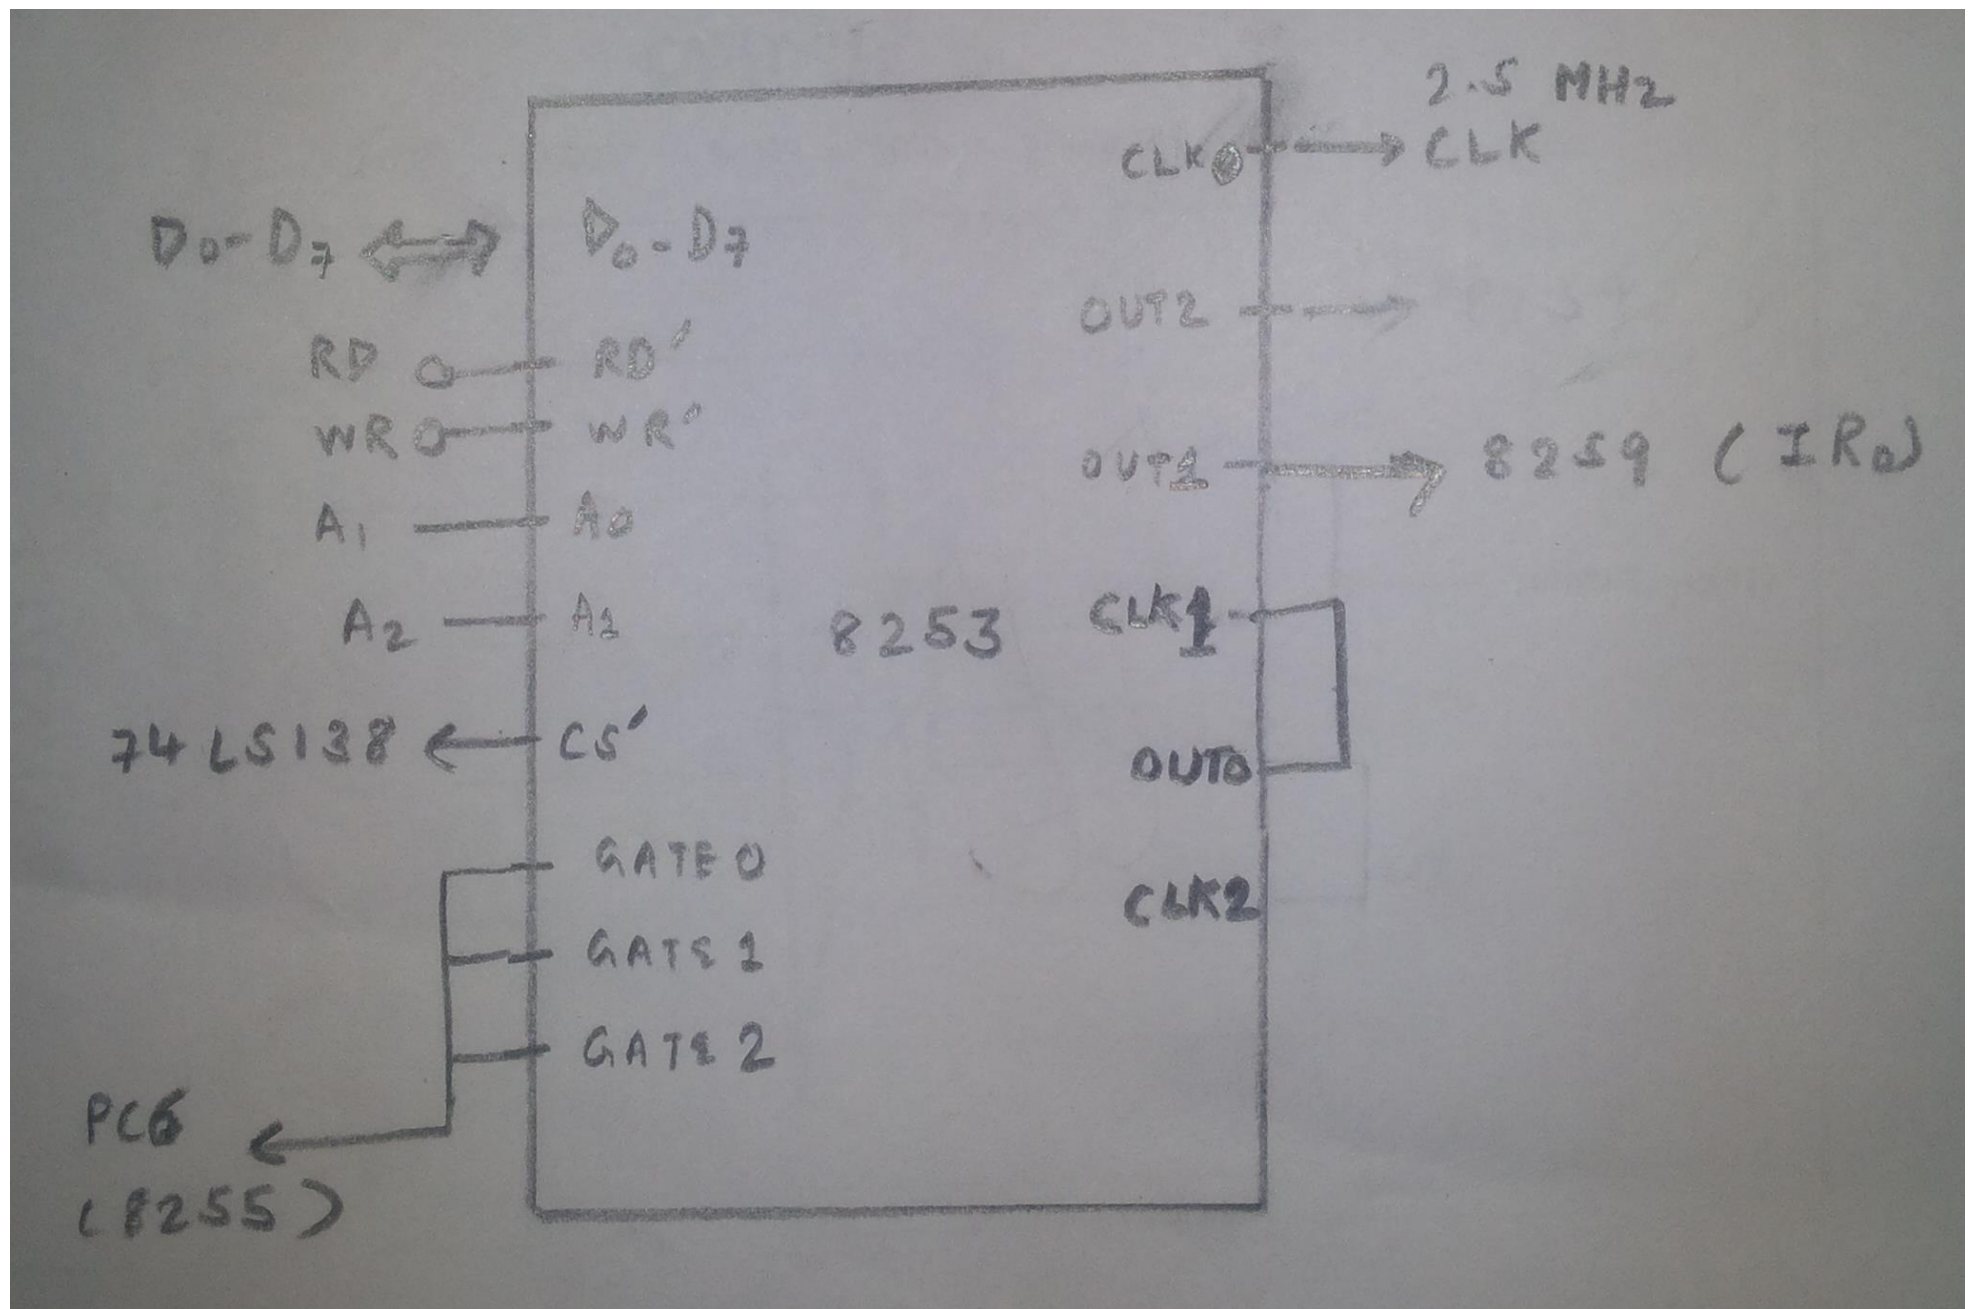 2.5 MHz
CLK0 CLK
D0-D7 D0-D7
OUT2
RD RD'
WR WR'
OUT1 8259 (IR0)
A1 A0
A2 A1
8253
CLK1
74LS138 CS'
OUT0
GATE 0
CLK2
GATE 1
GATE 2
PC6
(8255)